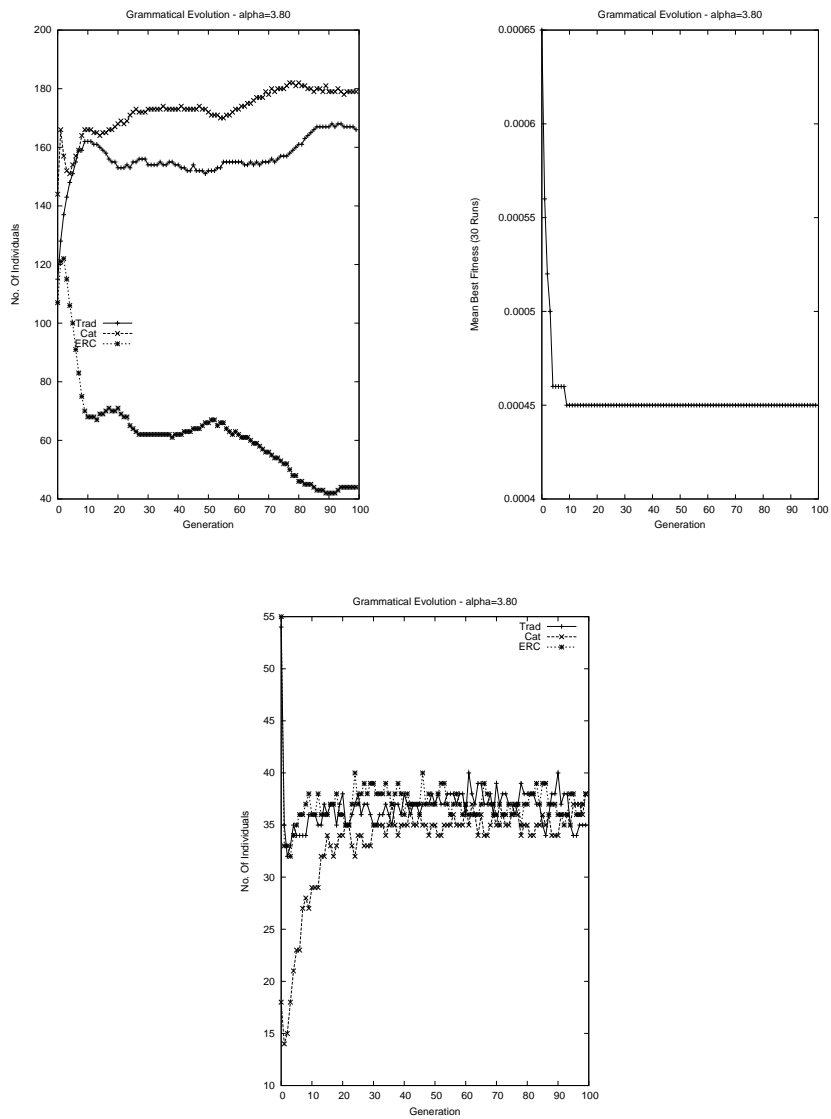 Grammatical Evolution - alpha=3.80
200
180
160
140
120
100
80
60
40
0 10 20 30 40 50 60 70 80 90 100
No. Of Individuals
Generation
Trad
Cat
ERC
Grammatical Evolution - alpha=3.80
0.00065
0.0006
0.00055
0.0005
0.00045
0.0004
0 10 20 30 40 50 60 70 80 90 100
Mean Best Fitness (30 Runs)
Generation
Grammatical Evolution - alpha=3.80
55
50
45
40
35
30
25
20
15
10
0 10 20 30 40 50 60 70 80 90 100
No. Of Individuals
Generation
Trad
Cat
ERC